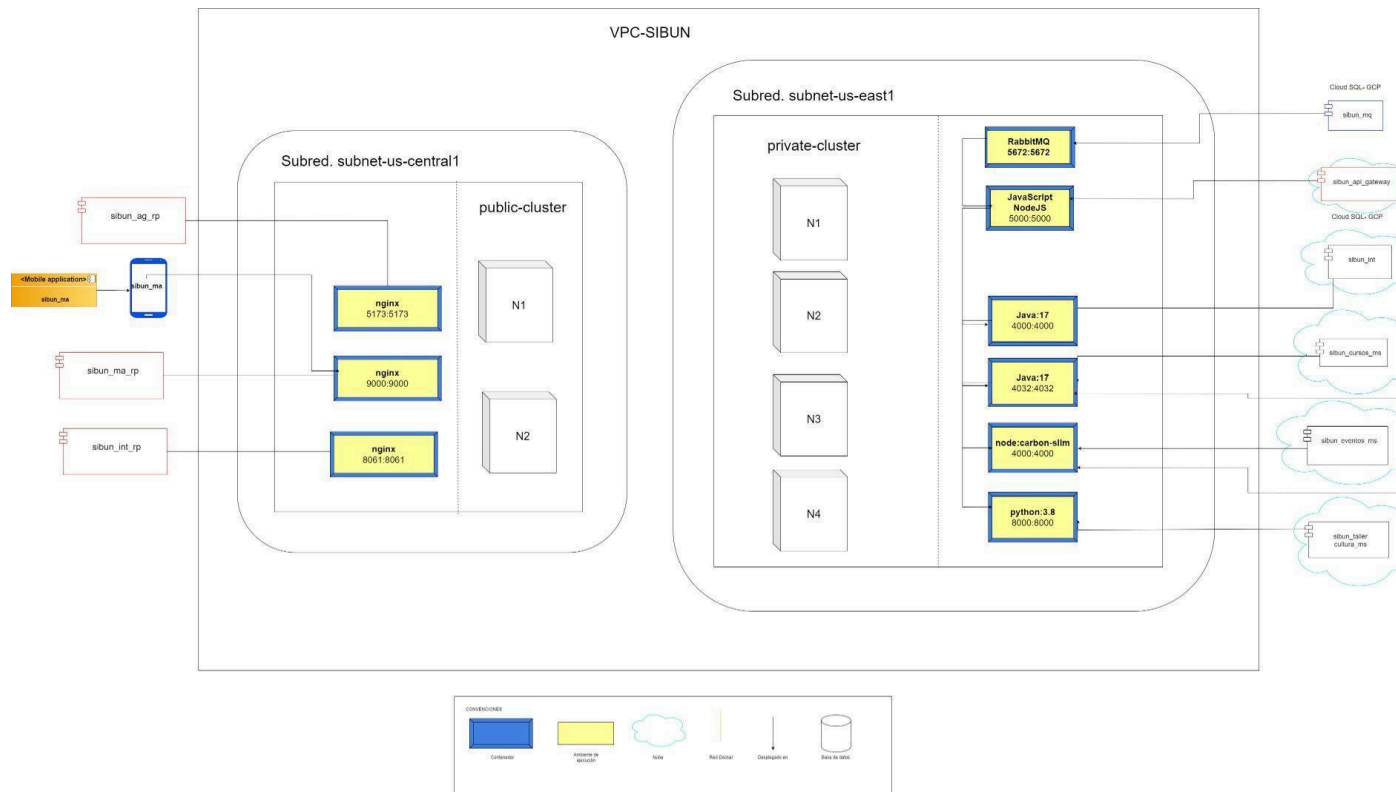 VPC-SIBUN
Subred. subnet-us-central1
public-cluster
N1
N2
nginx
5173:5173
nginx
9000:9000
nginx
8061:8061
sibun_ag_rp
<Mobile application>
sibun_ma
sibun_ma
sibun_ma_rp
sibun_int_rp
Subred. subnet-us-east1
private-cluster
N1
N2
N3
N4
RabbitMQ
5672:5672
JavaScript
NodeJS
5000:5000
Java:17
4000:4000
Java:17
4032:4032
node:carbon-slim
4000:4000
python:3.8
8000:8000
Cloud SQL- GCP
sibun_mq
sibun_api_gateway
Cloud SQL- GCP
sibun_int
sibun_cursos_ms
sibun_eventos_ms
sibun_taller
cultura_ms
CONVENCIONES
Contenedor
Ambiente de
ejecución
Nube
Red Docker
Desplegado en
Base de datos